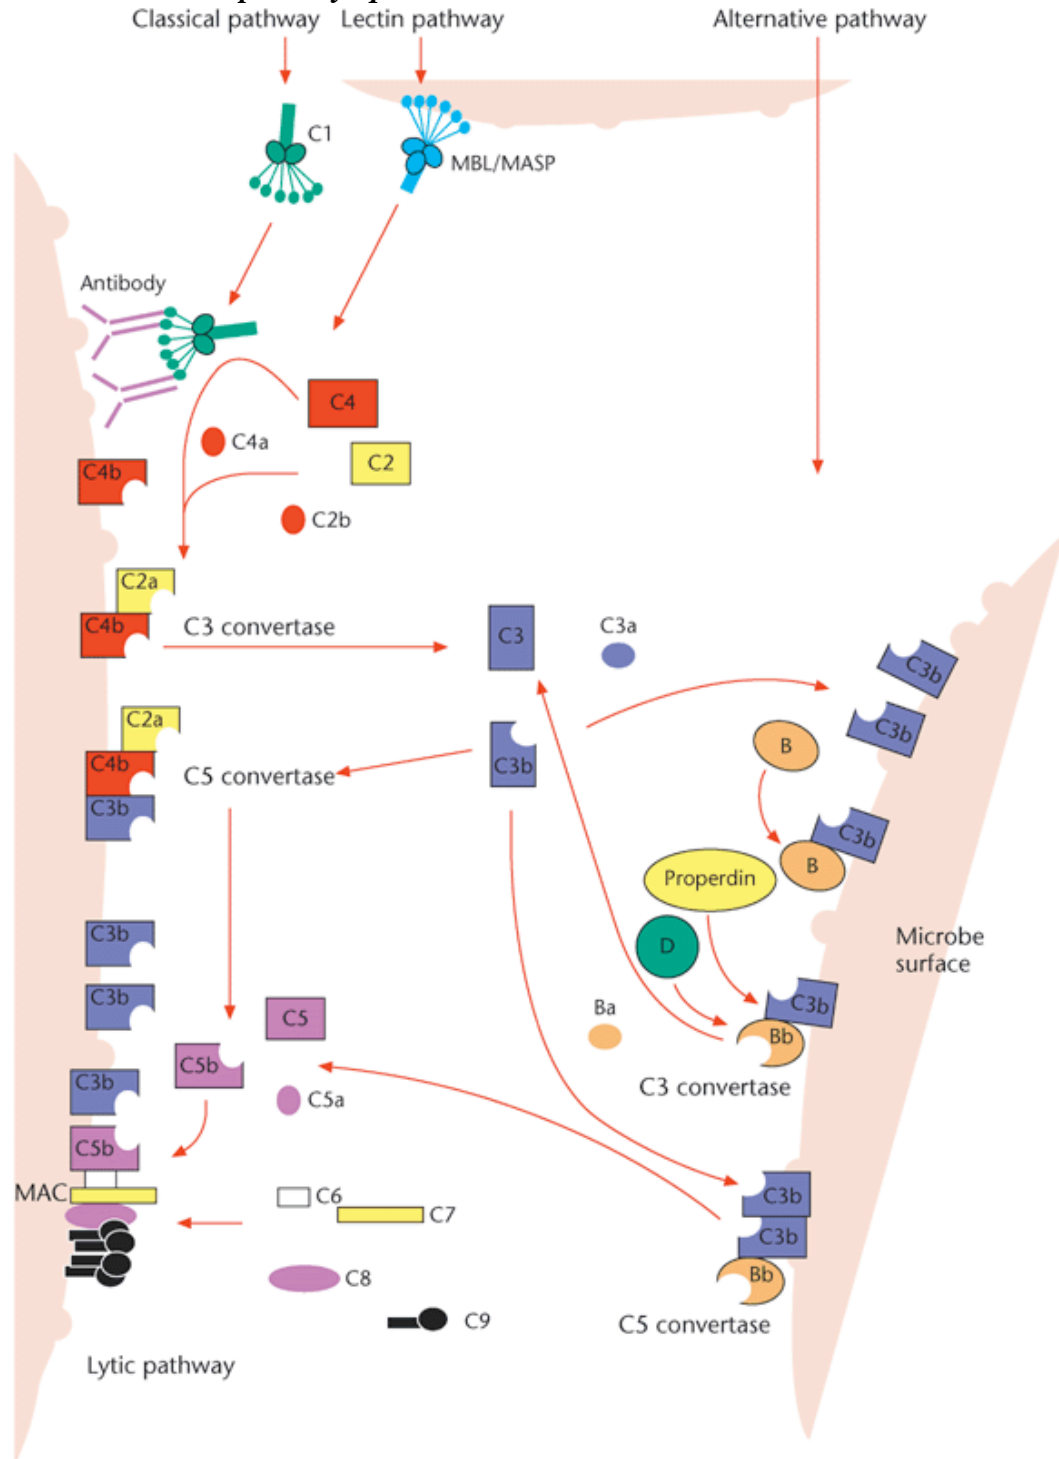 Classical pathway
Lectin pathway
Alternative pathway
C1
MBL/MASP
Antibody
C4
C4a
C2
C4b
C2b
C2a
C4b
C3 convertase
C3
C3a
C3b
C3b
C2a
C4b
C3b
C5 convertase
C3b
B
C3b
B
Properdin
D
Microbe
surface
C3b
C3b
C5
C3b
Bb
Ba
C3 convertase
C5b
C5a
C3b
C5b
MAC
C6
C7
C8
C9
C3b
C3b
Bb
C5 convertase
Lytic pathway